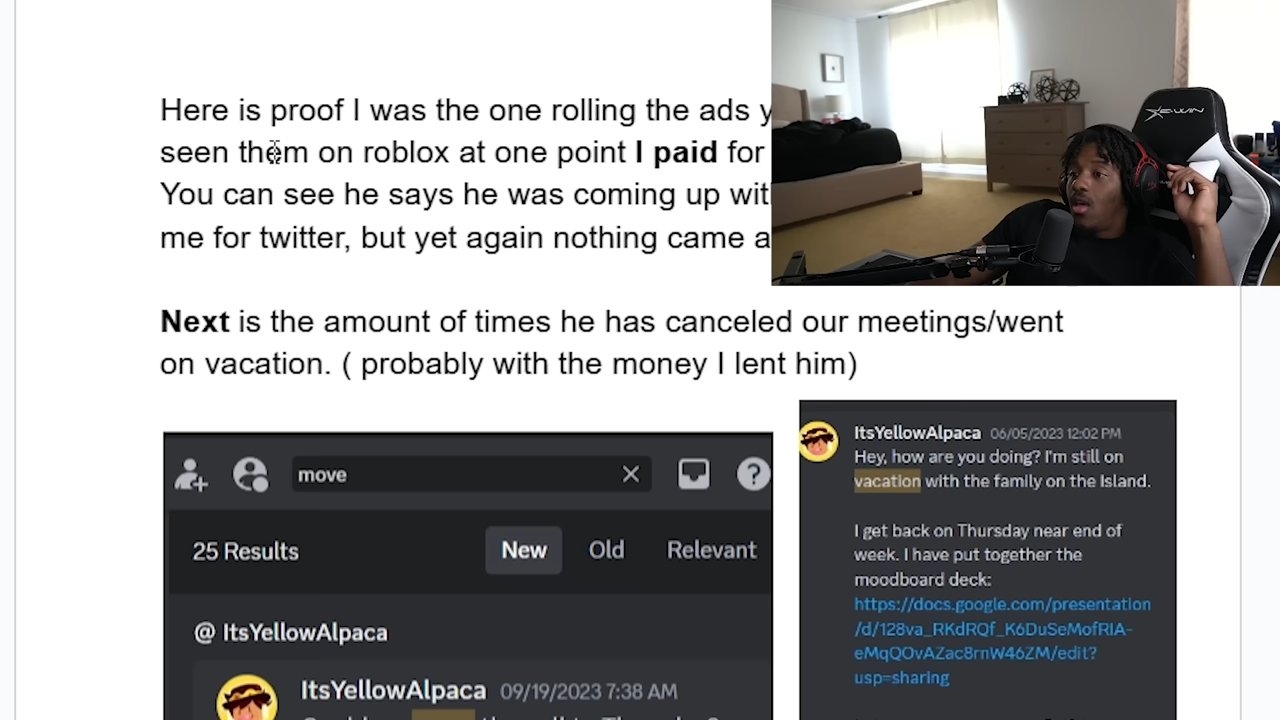 Here is proof I was the one rolling the ads
seen them on roblox at one point I paid for
You can see he says he was coming up
me for twitter, but yet again nothing came
Next is the amount of times he has canceled our meetings/went
on vacation. ( probably with the money I lent him)
move
25 Results
New Old Relevant
@ ItsYellowAlpaca
ItsYellowAlpaca 09/19/2023 7:38 AM
ItsYellowAlpaca 06/05/2023 12:02 PM
Hey, how are you doing? I'm still on
vacation with the family on the Island.
I get back on Thursday near end of
week. I have put together the
moodboard deck:
https://docs.google.com/presentation
/d/128va_RKdRQf_K6DuSeMofRIA-
eMqQOvAZac8rnW46ZM/edit?
usp=sharing
E-WIN